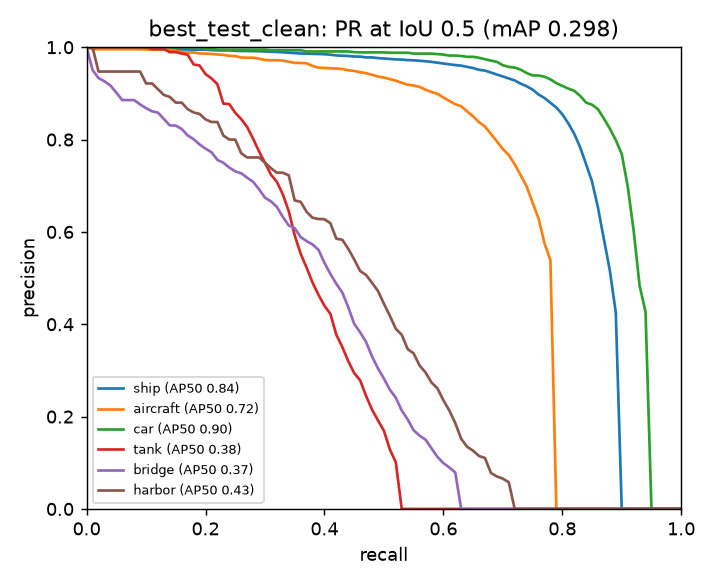 best_test_clean: PR at IoU 0.5 (mAP 0.298)
1.0
0.8
0.6
0.4
0.2
0.0
precision
ship (AP50 0.84)
aircraft (AP50 0.72)
car (AP50 0.90)
tank (AP50 0.38)
bridge (AP50 0.37)
harbor (AP50 0.43)
0.0 0.2 0.4 0.6 0.8 1.0
recall